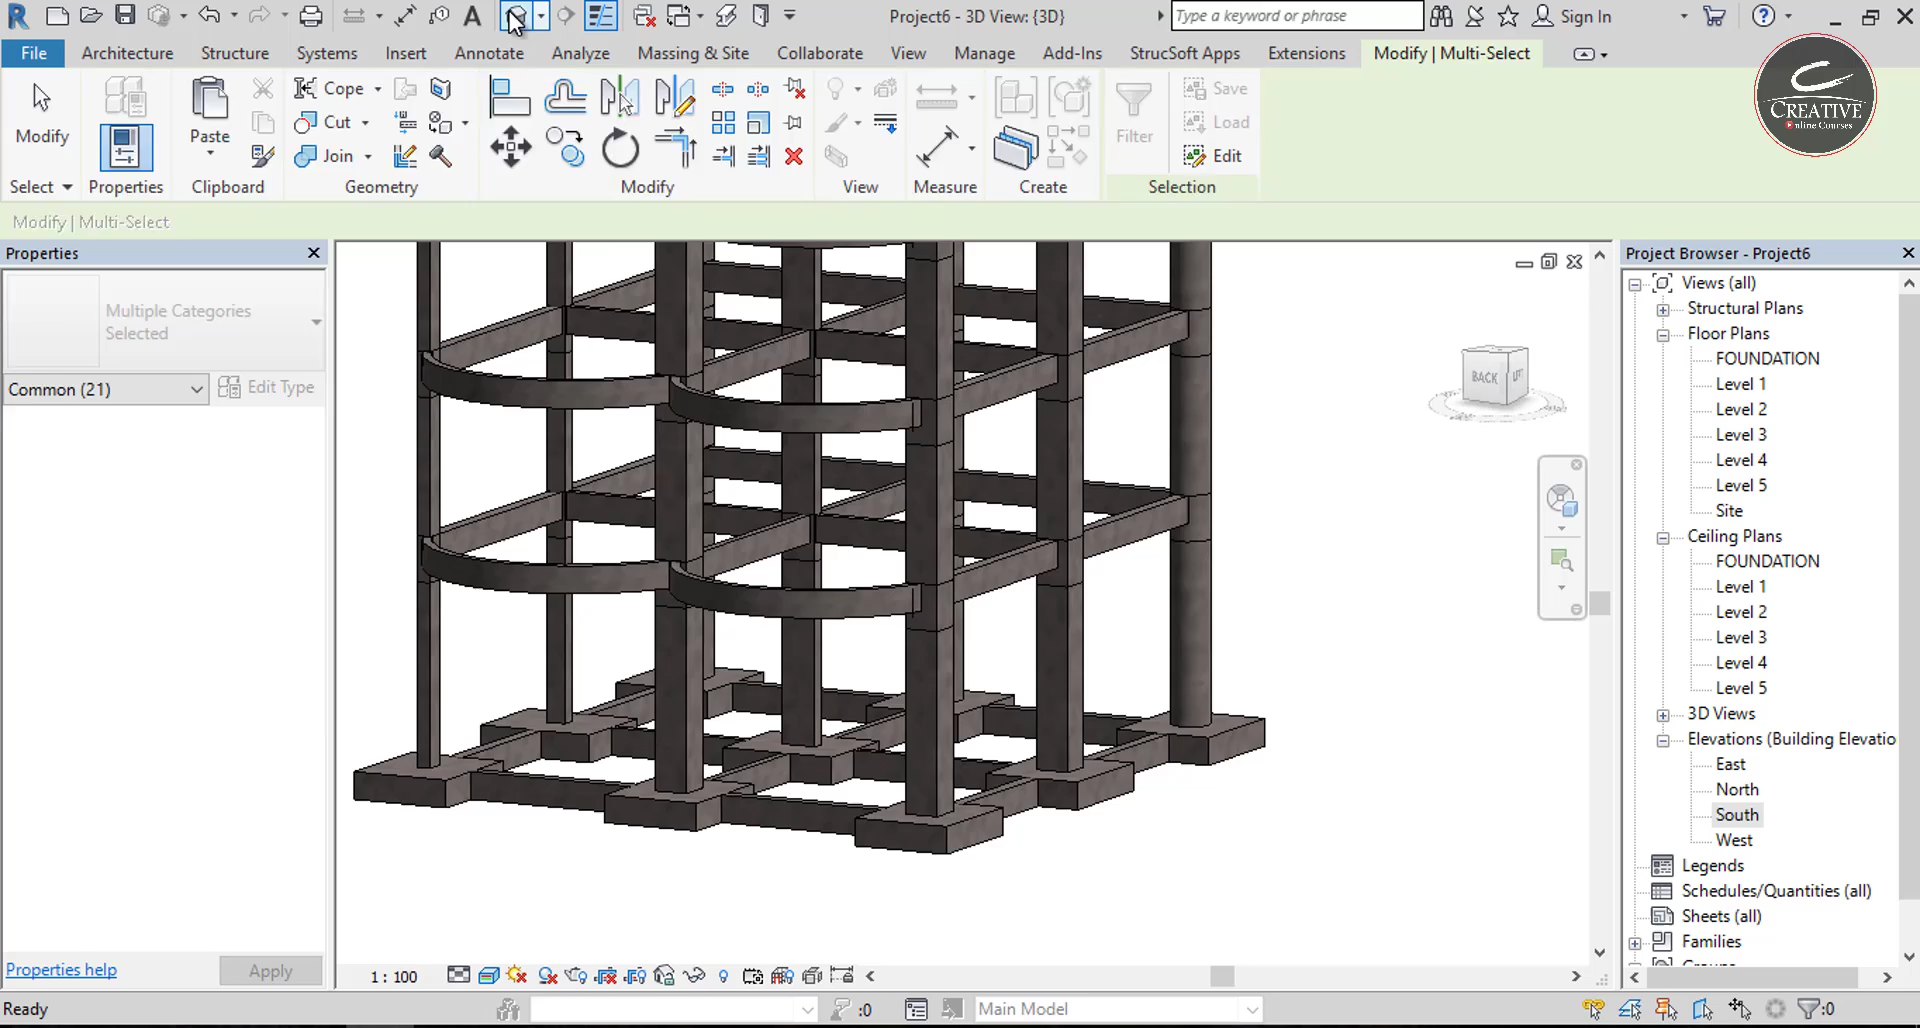 Project6 - 3D View: {3D}
Type a keyword or phrase
Sign In
File
Architecture
Structure
Systems
Insert
Annotate
Analyze
Massing & Site
Collaborate
View
Manage
Add-Ins
StrucSoft Apps
Extensions
Modify | Multi-Select
CREATIVE
Online Courses
Modify
Paste
Cope
Cut
Join
Filter
Save
Load
Edit
Select
Properties
Clipboard
Geometry
Modify
View
Measure
Create
Selection
Modify | Multi-Select
Properties
Multiple Categories
Selected
Common (21)
Edit Type
Properties help
Apply
BACK
LEFT
Project Browser - Project6
Views (all)
Structural Plans
Floor Plans
FOUNDATION
Level 1
Level 2
Level 3
Level 4
Level 5
Site
Ceiling Plans
FOUNDATION
Level 1
Level 2
Level 3
Level 4
Level 5
3D Views
Elevations (Building Elevatio
East
North
South
West
Legends
Schedules/Quantities (all)
Sheets (all)
Families
1 : 100
Ready
:0
Main Model
:0